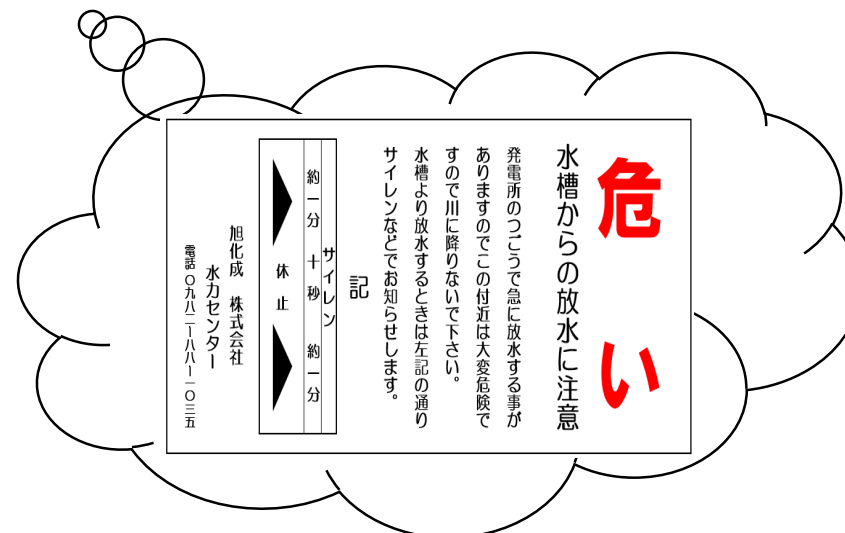 危い
水槽からの放水に注意
発電所のつごうで急に放水する事が
ありますのでこの付近は大変危険で
すので川に降りないで下さい。
水槽より放水するときは左記の通り
サイレンなどでお知らせします。
記
サイレン
約一分 十秒 約一分
休止
旭化成 株式会社
水力センター
電話 〇九八二ー八八ー一〇三五